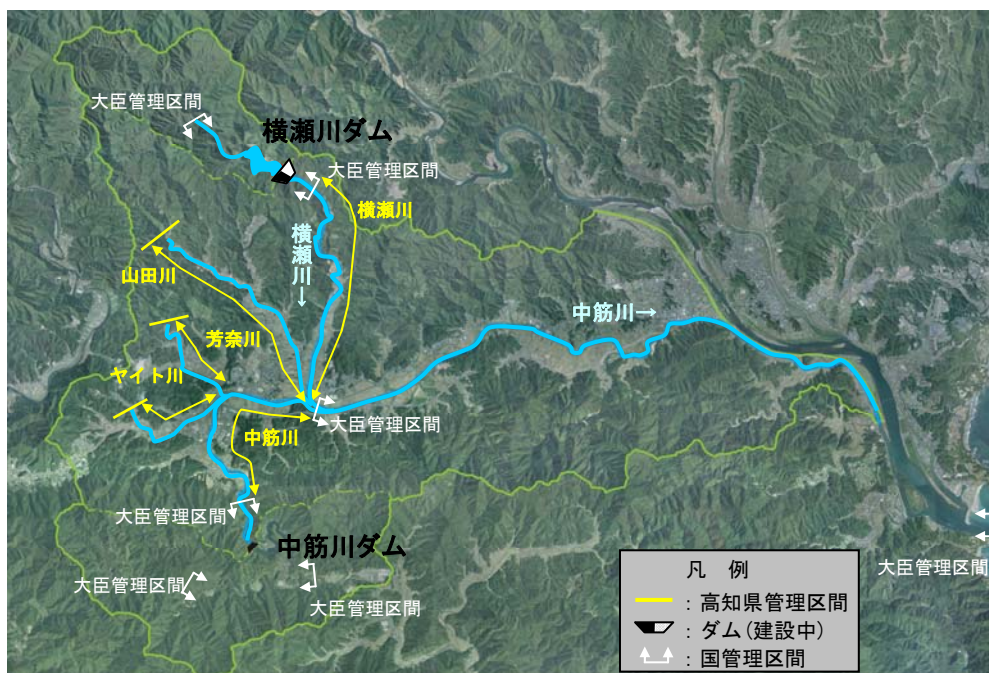 大臣管理区間
横瀬川ダム
大臣管理区間
横瀬川
横瀬川→
山田川
中筋川→
芳奈川
ヤイト川
大臣管理区間
中筋川
大臣管理区間
中筋川ダム
大臣管理区間
大臣管理区間
大臣管理区間
凡 例
:高知県管理区間
:ダム(建設中)
:国管理区間